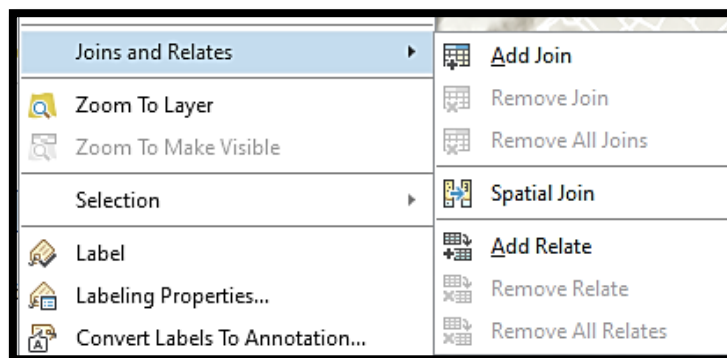 Joins and Relates
Zoom To Layer
Zoom To Make Visible
Selection
Label
Labeling Properties...
Convert Labels To Annotation...
Add Join
Remove Join
Remove All Joins
Spatial Join
Add Relate
Remove Relate
Remove All Relates